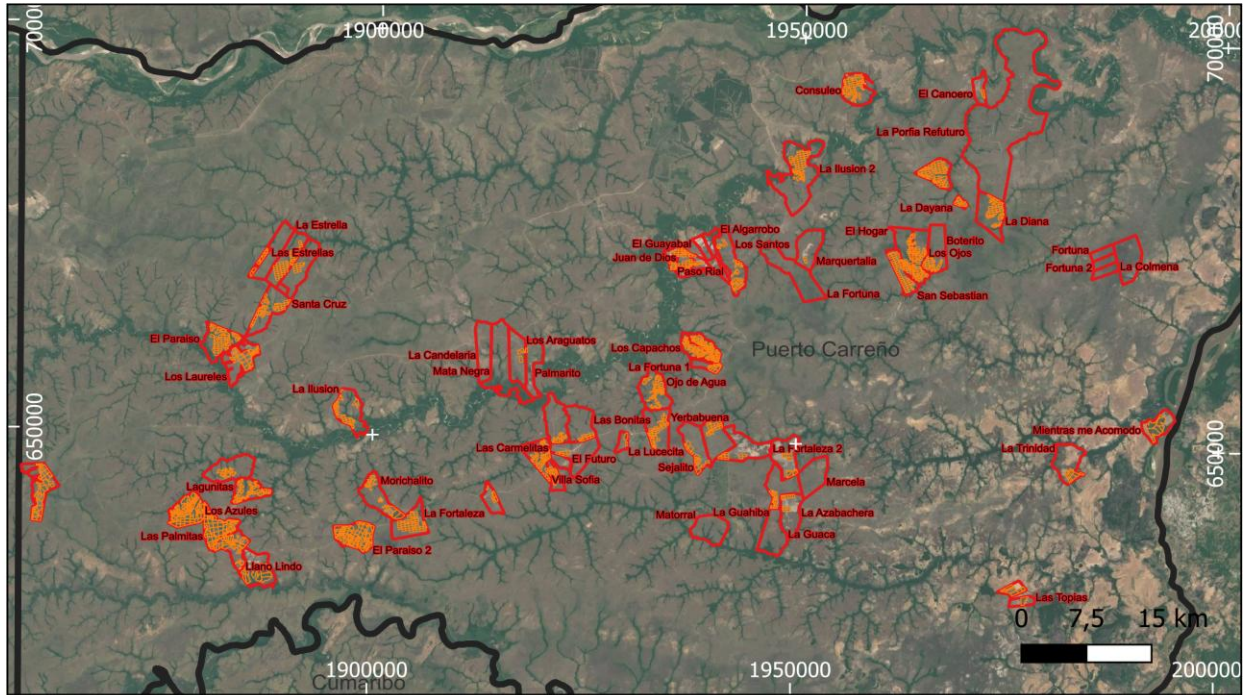 700000
1900000
1950000
200000
700000
Consuleo
El Canoero
La Porfia Refuturo
La Ilusion 2
La Dayana
La Diana
La Estrella
Las Estrellas
El Algarrobo
El Guayabal
Los Santos
Juan de Dios
Paso Rial
Marquertalia
La Fortuna
El Hogar
Boterito
Los Ojos
San Sebastian
Fortuna
Fortuna 2
La Colmena
Santa Cruz
El Paraiso
Los Laureles
Los Araguatos
La Candelaria
Mata Negra
Palmarito
Los Capachos
Puerto Carreño
La Fortuna 1
Ojo de Agua
La Ilusion
650000
Las Bonitas
Yerbabuena
Las Carmelitas
La Lucecita
El Futuro
Sejalito
Villa Sofia
La Fortaleza 2
Marcela
Mientras me Acomodo
La Trinidad
650000
Lagunitas
Morichalito
Los Azules
La Fortaleza
Las Palmitas
El Paraiso 2
Llano Lindo
Matorral
La Guahiba
La Azabachera
La Guaca
Las Topias
0 7,5 15 km
1900000
1950000
200000
Cumaribo